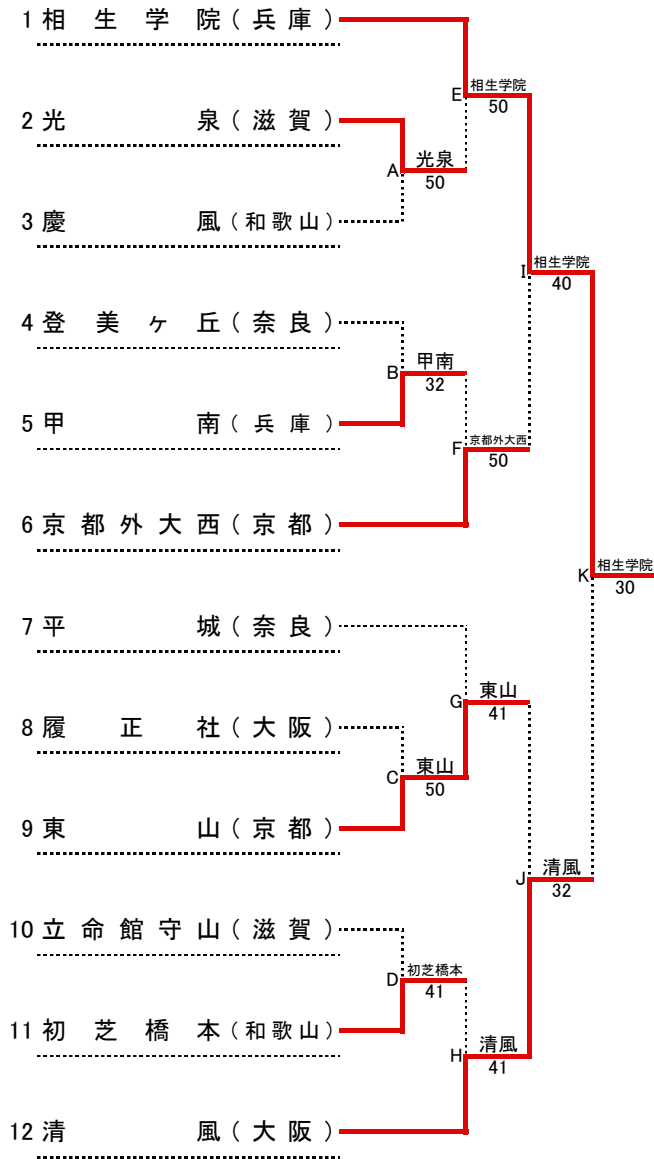 1 相生学院(兵庫)
E 相生学院
50
2 光泉(滋賀)
A 光泉
50
3 慶風(和歌山)
I 相生学院
40
4 登美ヶ丘(奈良)
B 甲南
32
5 甲南(兵庫)
F 京都外大西
50
6 京都外大西(京都)
K 相生学院
30
7 平城(奈良)
G 東山
41
8 履正社(大阪)
C 東山
50
9 東山(京都)
J 清風
32
10 立命館守山(滋賀)
D 初芝橋本
41
11 初芝橋本(和歌山)
H 清風
41
12 清風(大阪)